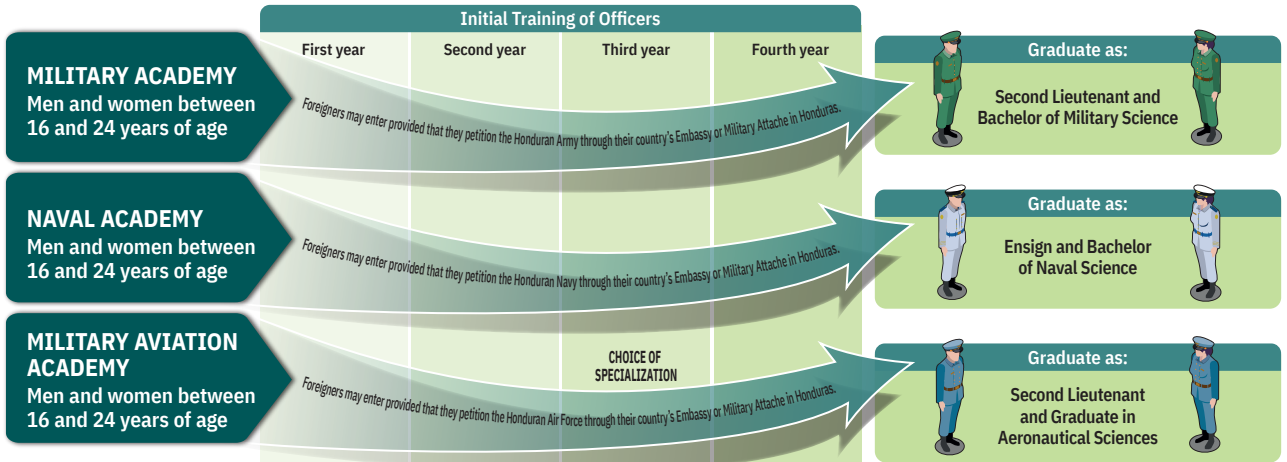 Initial Training of Officers
First year
Second year
Third year
Fourth year
MILITARY ACADEMY
Men and women between
16 and 24 years of age
Foreigners may enter provided that they petition the Honduran Army through their country's Embassy or Military Attache in Honduras.
Graduate as:
Second Lieutenant and
Bachelor of Military Science
NAVAL ACADEMY
Men and women between
16 and 24 years of age
Foreigners may enter provided that they petition the Honduran Navy through their country's Embassy or Military Attache in Honduras.
Graduate as:
Ensign and Bachelor
of Naval Science
MILITARY AVIATION
ACADEMY
Men and women between
16 and 24 years of age
CHOICE OF
SPECIALIZATION
Foreigners may enter provided that they petition the Honduran Air Force through their country's Embassy or Military Attache in Honduras.
Graduate as:
Second Lieutenant
and Graduate in
Aeronautical Sciences